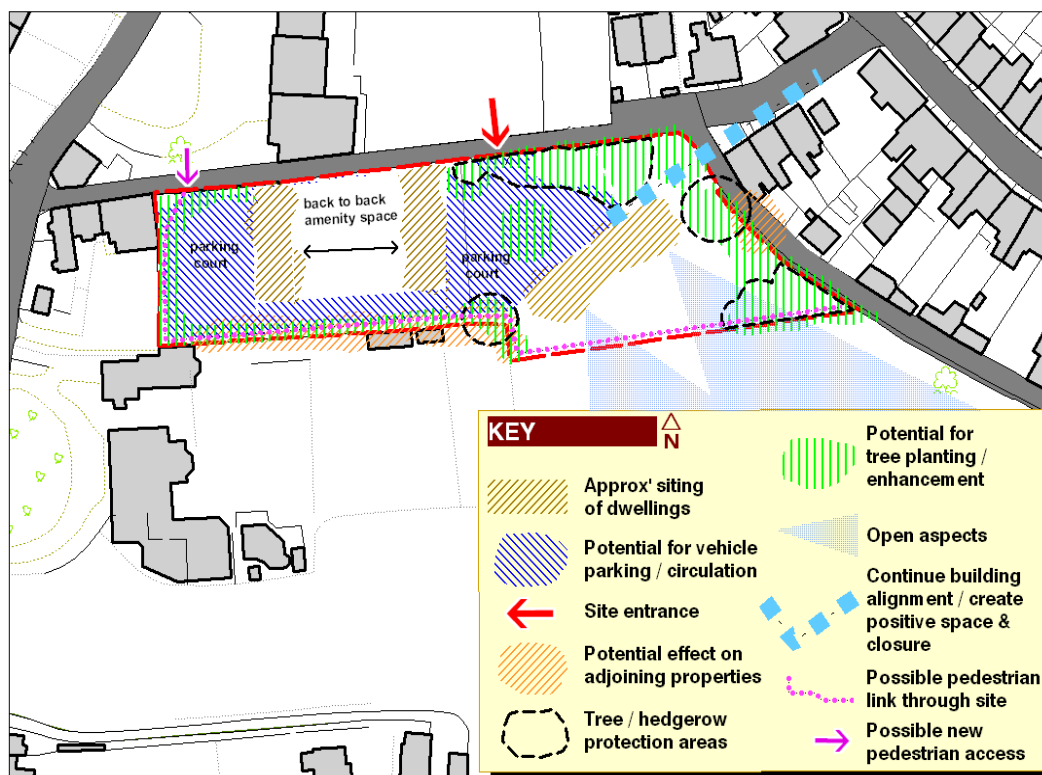 back to back
amenity space
parking
court
parking
court
KEY
N
Approx' siting
of dwellings
Potential for vehicle
parking / circulation
Site entrance
Potential effect on
adjoining properties
Tree / hedgerow
protection areas
Potential for
tree planting /
enhancement
Open aspects
Continue building
alignment / create
positive space &
closure
Possible pedestrian
link through site
Possible new
pedestrian access